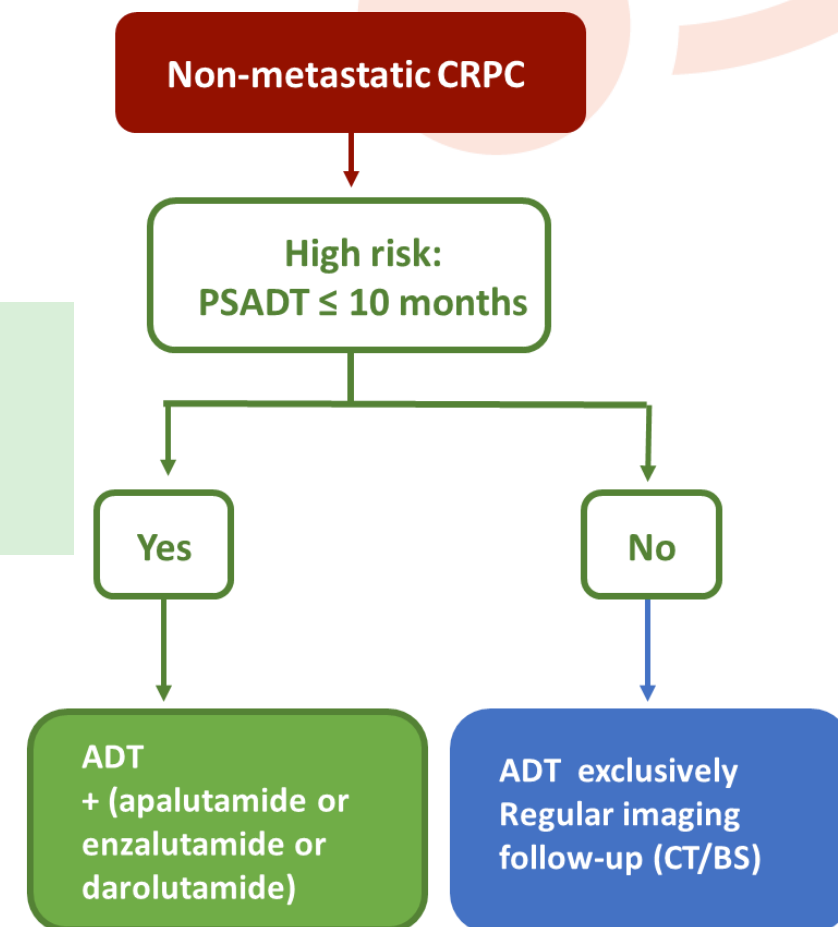 Non-metastatic CRPC
High risk:
PSADT ≤ 10 months
Yes
No
ADT
+ (apalutamide or
enzalutamide or
darolutamide)
ADT exclusively
Regular imaging
follow-up (CT/BS)